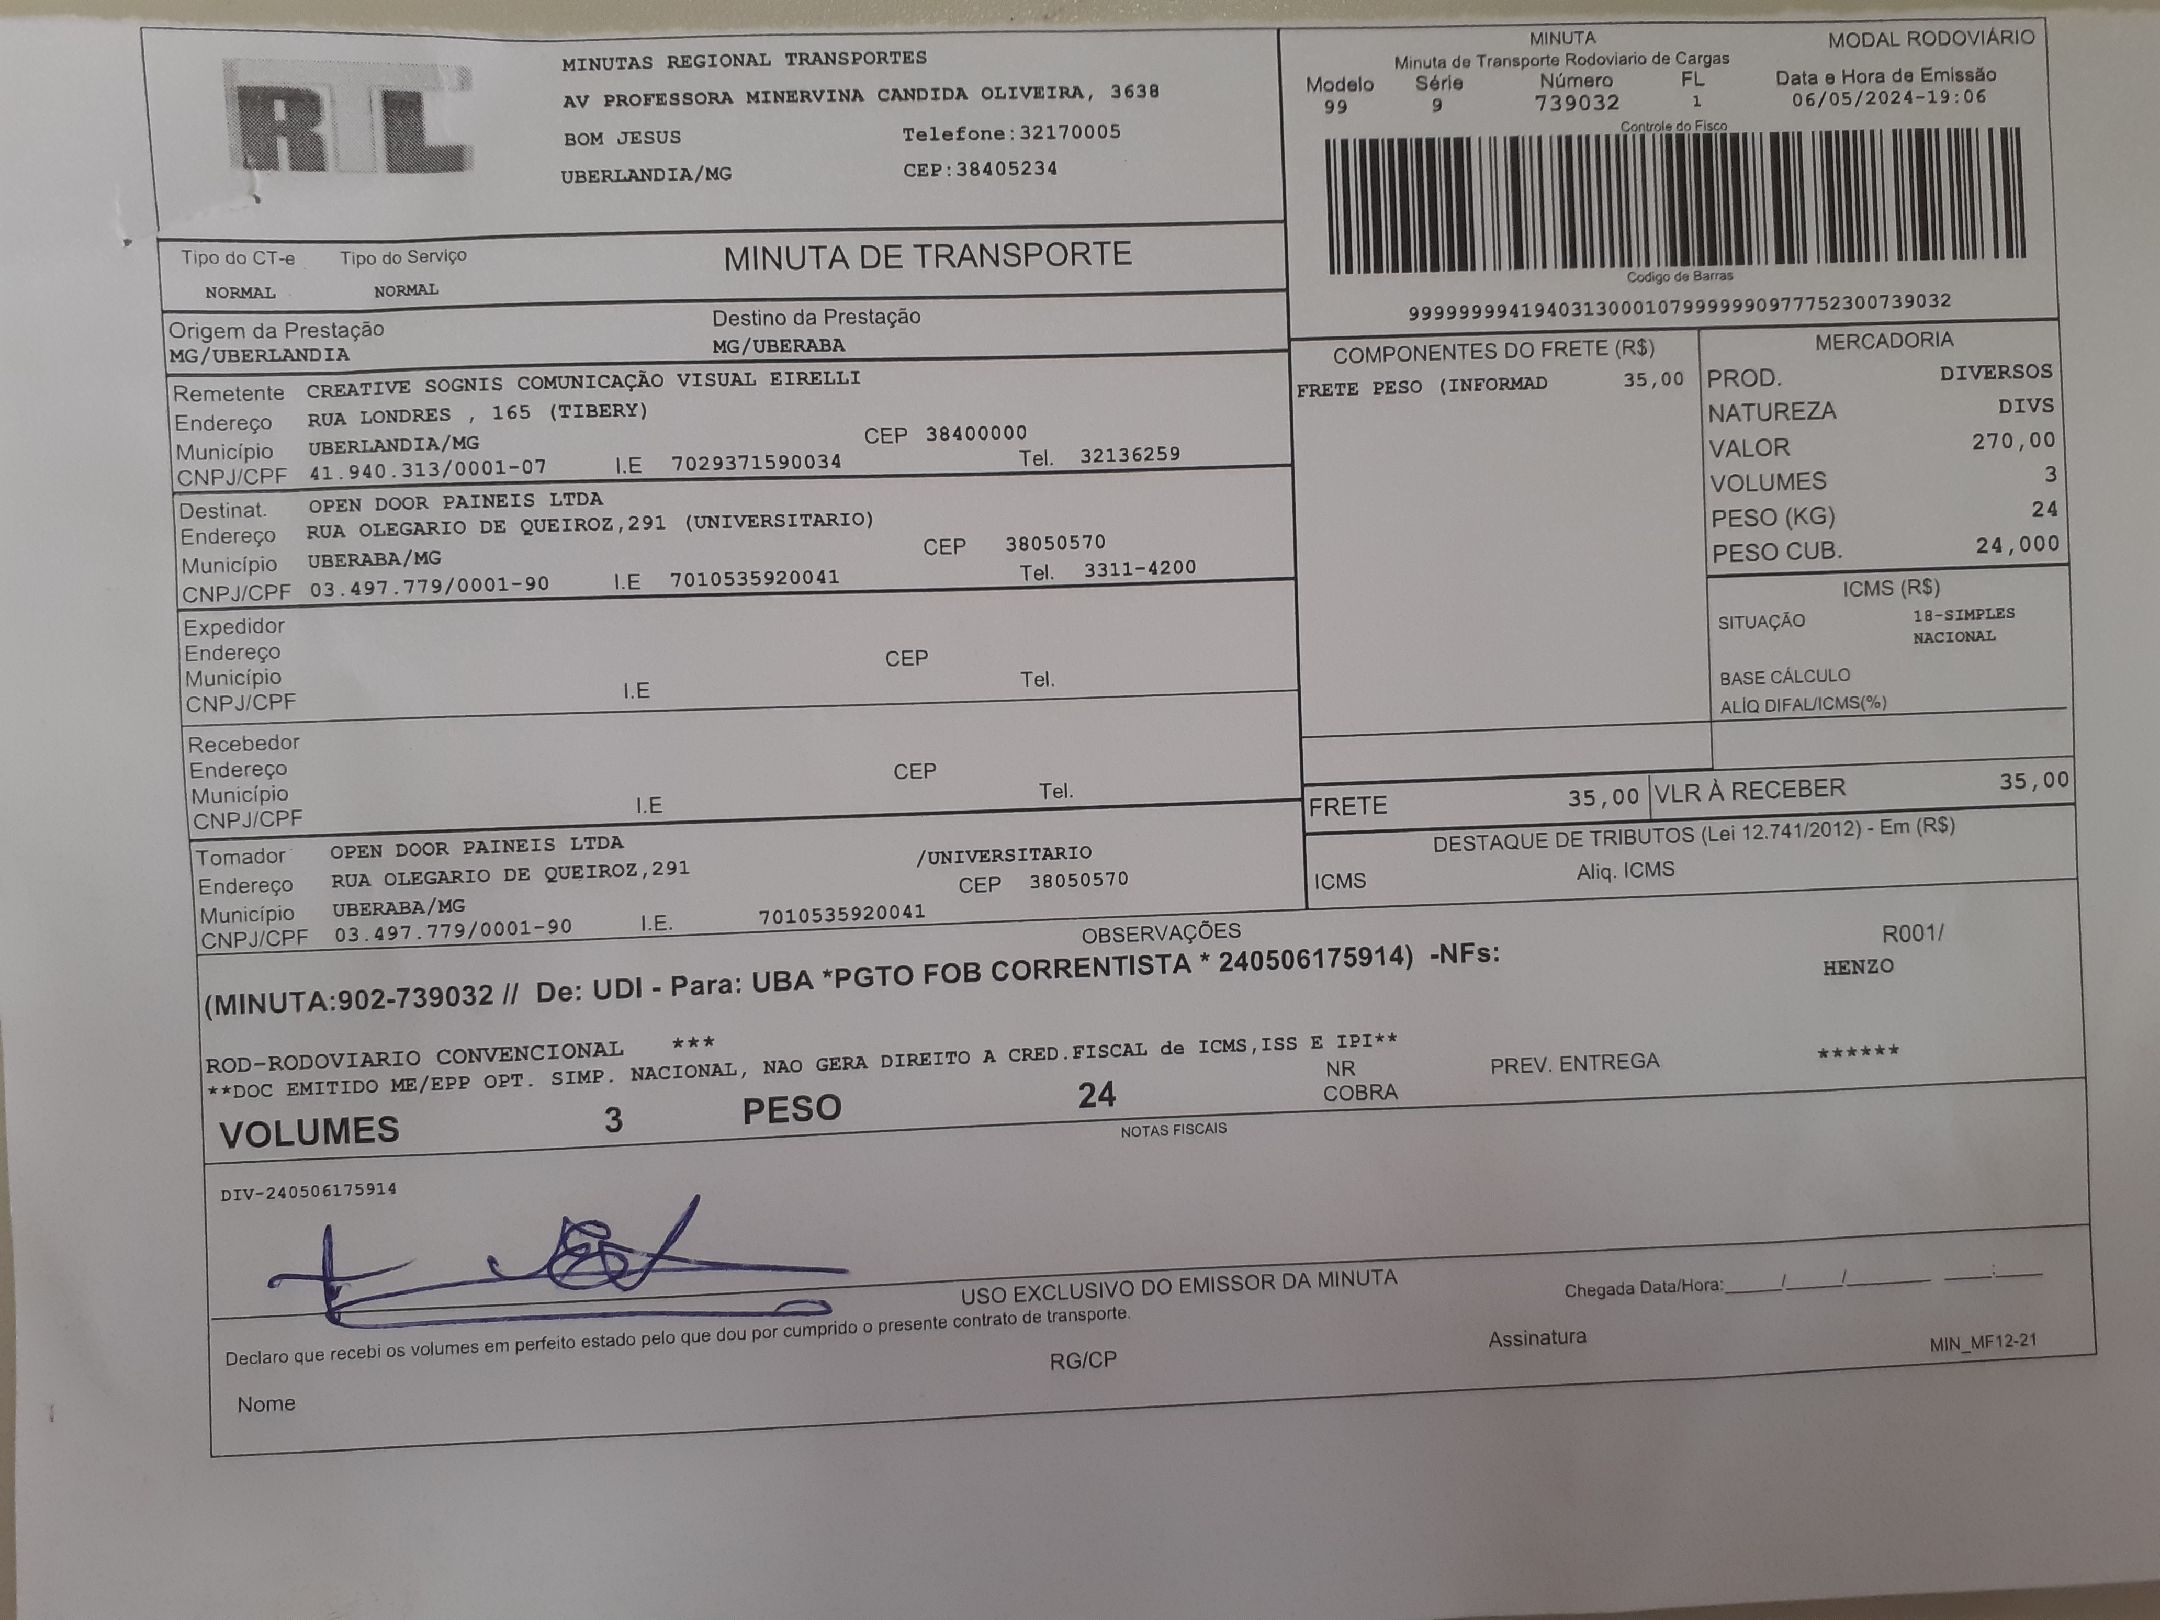 RTL
MINUTAS REGIONAL TRANSPORTES
AV PROFESSORA MINERVINA CANDIDA OLIVEIRA, 3638
BOM JESUS Telefone:32170005
UBERLANDIA/MG CEP:38405234
MINUTA MODAL RODOVIÁRIO
Minuta de Transporte Rodoviario de Cargas
Modelo Série Número FL Data e Hora de Emissão
99 9 739032 1 06/05/2024-19:06
Controle do Fisco
Codigo de Barras
Tipo do CT-e Tipo do Serviço MINUTA DE TRANSPORTE
NORMAL NORMAL
Origem da Prestação Destino da Prestação
MG/UBERLANDIA MG/UBERABA
Remetente CREATIVE SOGNIS COMUNICAÇÃO VISUAL EIRELLI
Endereço RUA LONDRES , 165 (TIBERY)
Município UBERLANDIA/MG CEP 38400000
CNPJ/CPF 41.940.313/0001-07 I.E 7029371590034 Tel. 32136259
Destinat. OPEN DOOR PAINEIS LTDA
Endereço RUA OLEGARIO DE QUEIROZ,291 (UNIVERSITARIO)
Município UBERABA/MG CEP 38050570
CNPJ/CPF 03.497.779/0001-90 I.E 7010535920041 Tel. 3311-4200
Expedidor
Endereço
Município CEP
CNPJ/CPF I.E Tel.
Recebedor
Endereço
Município CEP
CNPJ/CPF I.E Tel.
Tomador OPEN DOOR PAINEIS LTDA /UNIVERSITARIO
Endereço RUA OLEGARIO DE QUEIROZ,291 CEP 38050570
Município UBERABA/MG
CNPJ/CPF 03.497.779/0001-90 I.E. 7010535920041
COMPONENTES DO FRETE (R$)
FRETE PESO (INFORMAD 35,00
MERCADORIA
PROD. DIVERSOS
NATUREZA DIVS
VALOR 270,00
VOLUMES 3
PESO (KG) 24
PESO CUB. 24,000
ICMS (R$)
SITUAÇÃO 18-SIMPLES
NACIONAL
BASE CÁLCULO
ALÍQ DIFAL/ICMS(%)
FRETE 35,00 VLR À RECEBER 35,00
DESTAQUE DE TRIBUTOS (Lei 12.741/2012) - Em (R$)
ICMS Aliq. ICMS
OBSERVAÇÕES R001/
(MINUTA:902-739032 // De: UDI - Para: UBA *PGTO FOB CORRENTISTA * 240506175914) -NFs: HENZO
ROD-RODOVIARIO CONVENCIONAL ***
**DOC EMITIDO ME/EPP OPT. SIMP. NACIONAL, NAO GERA DIREITO A CRED.FISCAL de ICMS,ISS E IPI**
NR PREV. ENTREGA ******
COBRA
VOLUMES 3 PESO 24
NOTAS FISCAIS
DIV-240506175914
USO EXCLUSIVO DO EMISSOR DA MINUTA Chegada Data/Hora:____/____/______ ____:____
Declaro que recebi os volumes em perfeito estado pelo que dou por cumprido o presente contrato de transporte.
Nome RG/CP Assinatura MIN_MF12-21